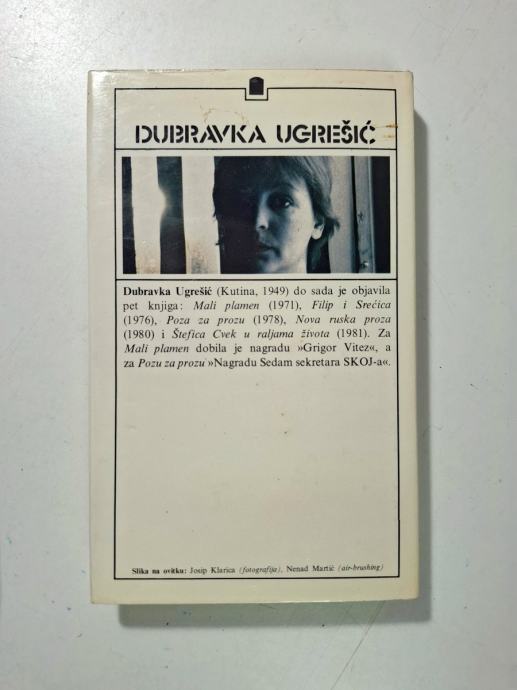 DUBRAVKA UGREŠIĆ
Dubravka Ugrešić (Kutina, 1949) do sada je objavila
pet knjiga: Mali plamen (1971), Filip i Srećica
(1976), Poza za prozu (1978), Nova ruska proza
(1980) i Štefica Cvek u raljama života (1981). Za
Mali plamen dobila je nagradu »Grigor Vitez«, a
za Pozu za prozu »Nagradu Sedam sekretara SKOJ-a«.
Slika na ovitku: Josip Klarica (fotografija), Nenad Martić (air-brushing)